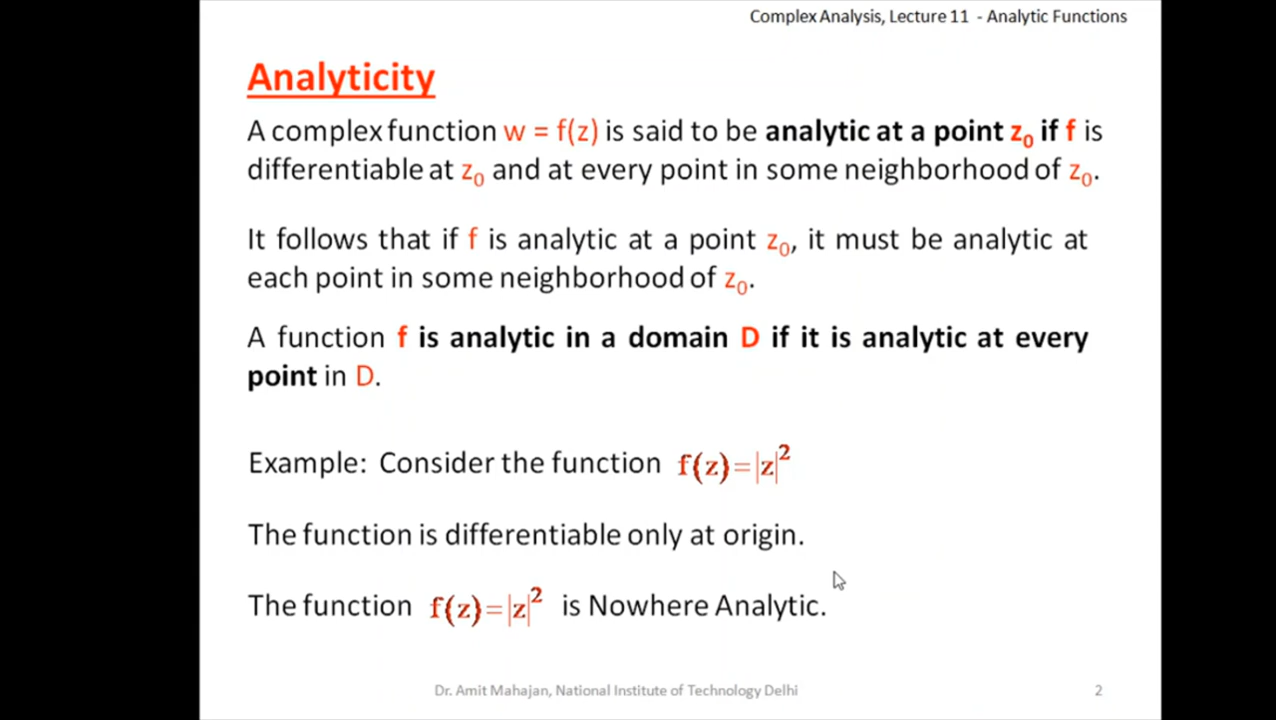 Complex Analysis, Lecture 11 - Analytic Functions
Analyticity
A complex function w = f(z) is said to be analytic at a point z₀ if f is
differentiable at z₀ and at every point in some neighborhood of z₀.
It follows that if f is analytic at a point z₀, it must be analytic at
each point in some neighborhood of z₀.
A function f is analytic in a domain D if it is analytic at every
point in D.
Example: Consider the function f(z)=|z|²
The function is differentiable only at origin.
The function f(z)=|z|² is Nowhere Analytic.
Dr. Amit Mahajan, National Institute of Technology Delhi 2